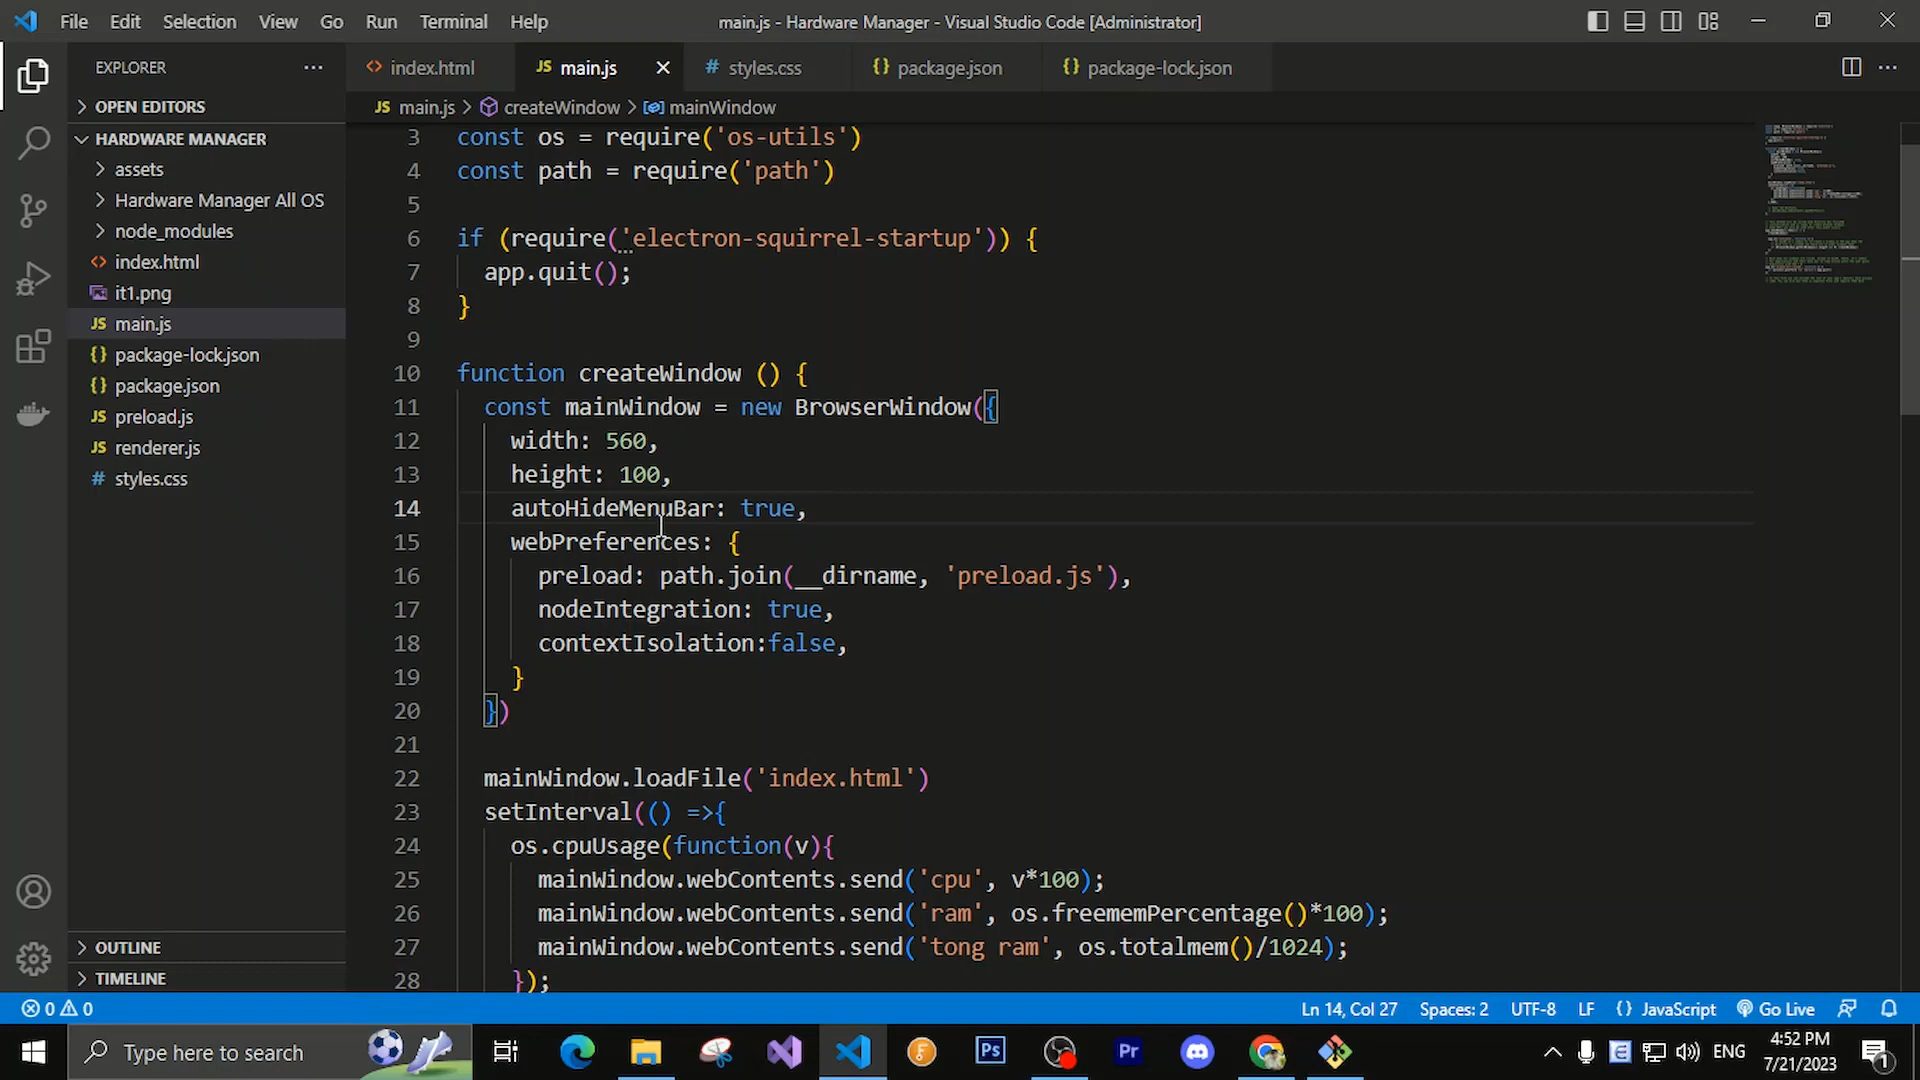 File Edit Selection View Go Run Terminal Help
main.js - Hardware Manager - Visual Studio Code [Administrator]
EXPLORER
OPEN EDITORS
HARDWARE MANAGER
assets
Hardware Manager All OS
node_modules
<> index.html
it1.png
JS main.js
{} package-lock.json
{} package.json
JS preload.js
JS renderer.js
# styles.css
OUTLINE
TIMELINE
<> index.html JS main.js # styles.css {} package.json {} package-lock.json
JS main.js > createWindow > mainWindow
3 const os = require('os-utils')
4 const path = require('path')
5
6 if (require('electron-squirrel-startup')) {
7 app.quit();
8 }
9
10 function createWindow () {
11 const mainWindow = new BrowserWindow({
12 width: 560,
13 height: 100,
14 autoHideMenuBar: true,
15 webPreferences: {
16 preload: path.join(__dirname, 'preload.js'),
17 nodeIntegration: true,
18 contextIsolation:false,
19 }
20 })
21
22 mainWindow.loadFile('index.html')
23 setInterval(() =>{
24 os.cpuUsage(function(v){
25 mainWindow.webContents.send('cpu', v*100);
26 mainWindow.webContents.send('ram', os.freememPercentage()*100);
27 mainWindow.webContents.send('tong ram', os.totalmem()/1024);
28 });
0 0 Ln 14, Col 27 Spaces: 2 UTF-8 LF {} JavaScript Go Live
Type here to search
Ps
Pr
ENG
4:52 PM
7/21/2023
1